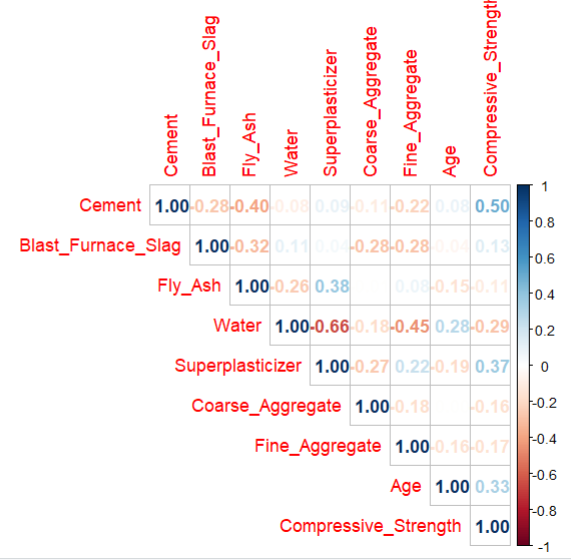 Cement
Blast_Furnace_Slag
Fly_Ash
Water
Superplasticizer
Coarse_Aggregate
Fine_Aggregate
Age
Compressive_Strength
Cement 1.00 -0.28 -0.40 -0.08 0.09 -0.11 -0.22 0.08 0.50
Blast_Furnace_Slag 1.00 -0.32 0.11 0.04 -0.28 -0.28 -0.04 0.13
Fly_Ash 1.00 -0.26 0.38 0.08 -0.15 -0.11
Water 1.00 -0.66 -0.18 -0.45 0.28 -0.29
Superplasticizer 1.00 -0.27 0.22 -0.19 0.37
Coarse_Aggregate 1.00 -0.18 -0.16
Fine_Aggregate 1.00 -0.16 -0.17
Age 1.00 0.33
Compressive_Strength 1.00
1
0.8
0.6
0.4
0.2
0
-0.2
-0.4
-0.6
-0.8
-1